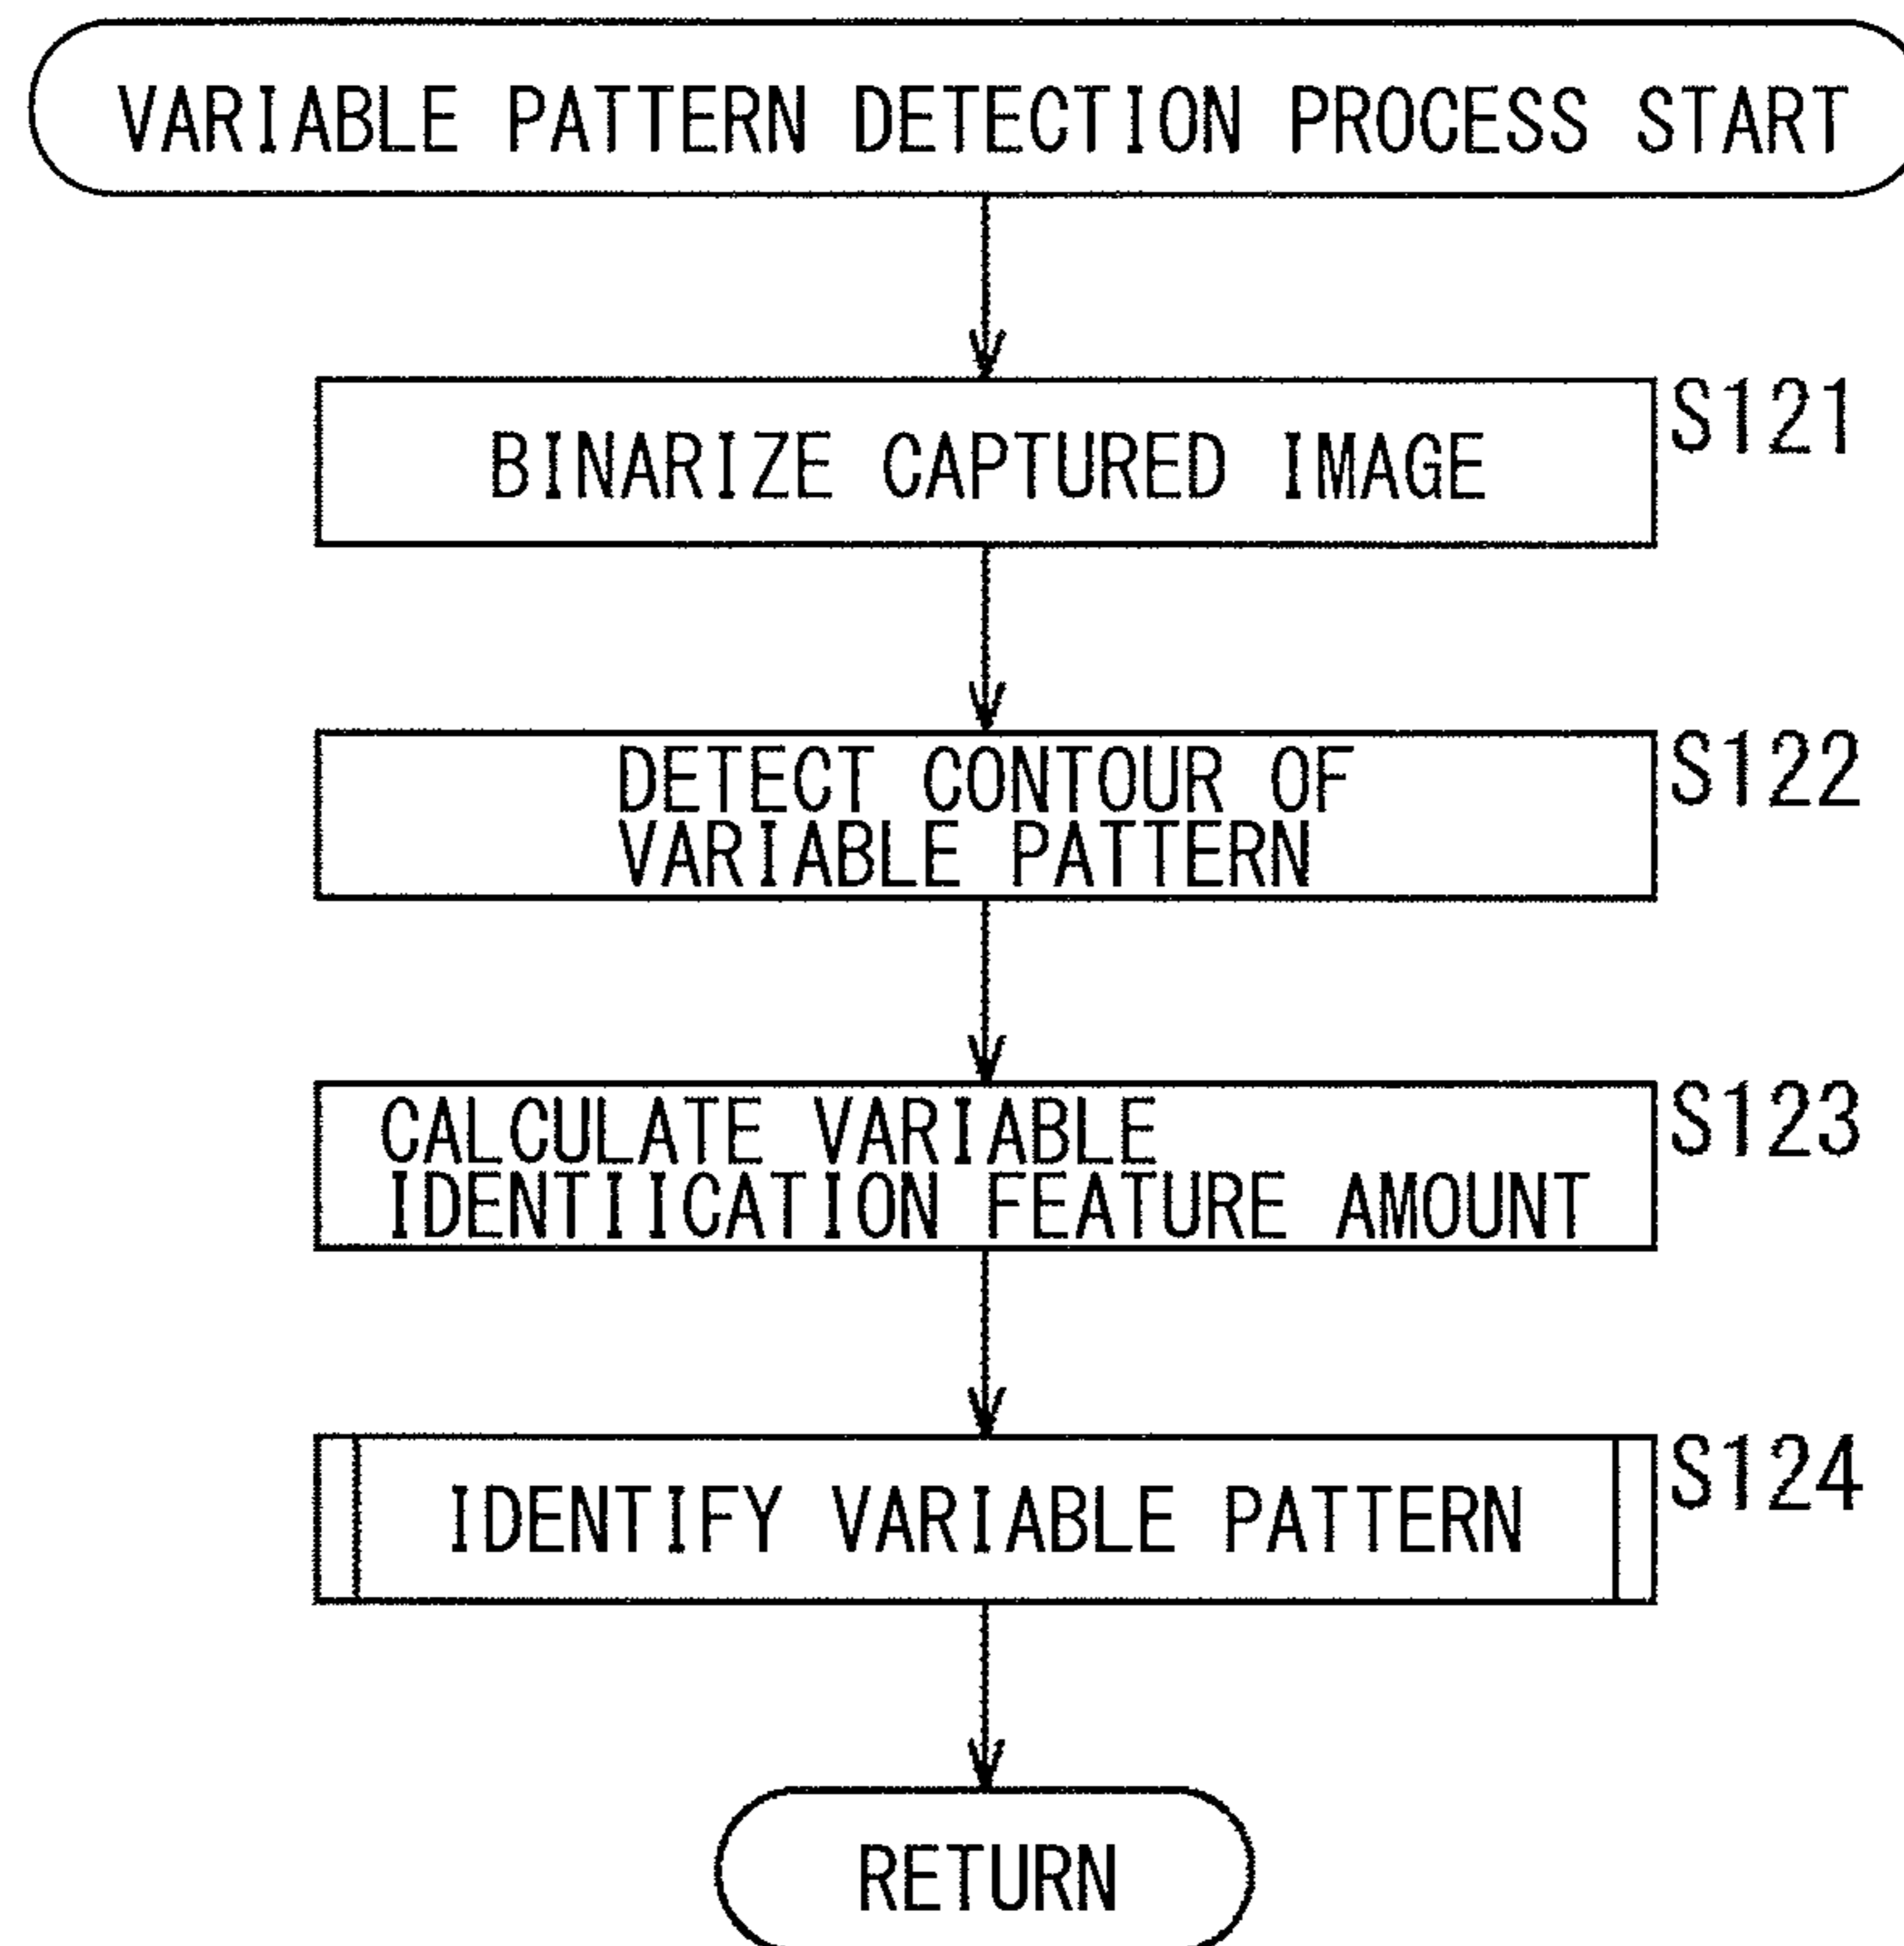 VARIABLE PATTERN DETECTION PROCESS START
BINARIZE CAPTURED IMAGE
S121
DETECT CONTOUR OF
VARIABLE PATTERN
S122
CALCULATE VARIABLE
IDENTIICATION FEATURE AMOUNT
S123
IDENTIFY VARIABLE PATTERN
S124
RETURN